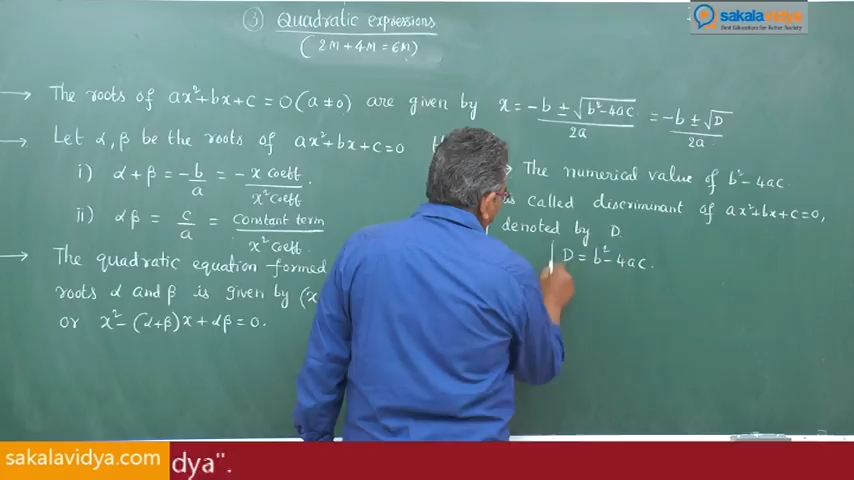 ③ Quadratic expressions
(2M+4M=6M)
sakalavidya
Best Education for Better Society
→ The roots of ax²+bx+c=0 (a≠0) are given by x = -b ± √b²-4ac / 2a = -b ± √D / 2a
→ Let α, β be the roots of ax²+bx+c=0
i) α+β = -b/a = -x coeff / x² coeff.
ii) αβ = c/a = constant term / x² coeff.
→ The quadratic equation formed
roots α and β is given by (x
or x²-(α+β)x+αβ=0.
The numerical value of b²-4ac.
is called discriminant of ax²+bx+c=0,
denoted by D.
D = b²-4ac.
sakalavidya.com
dya".